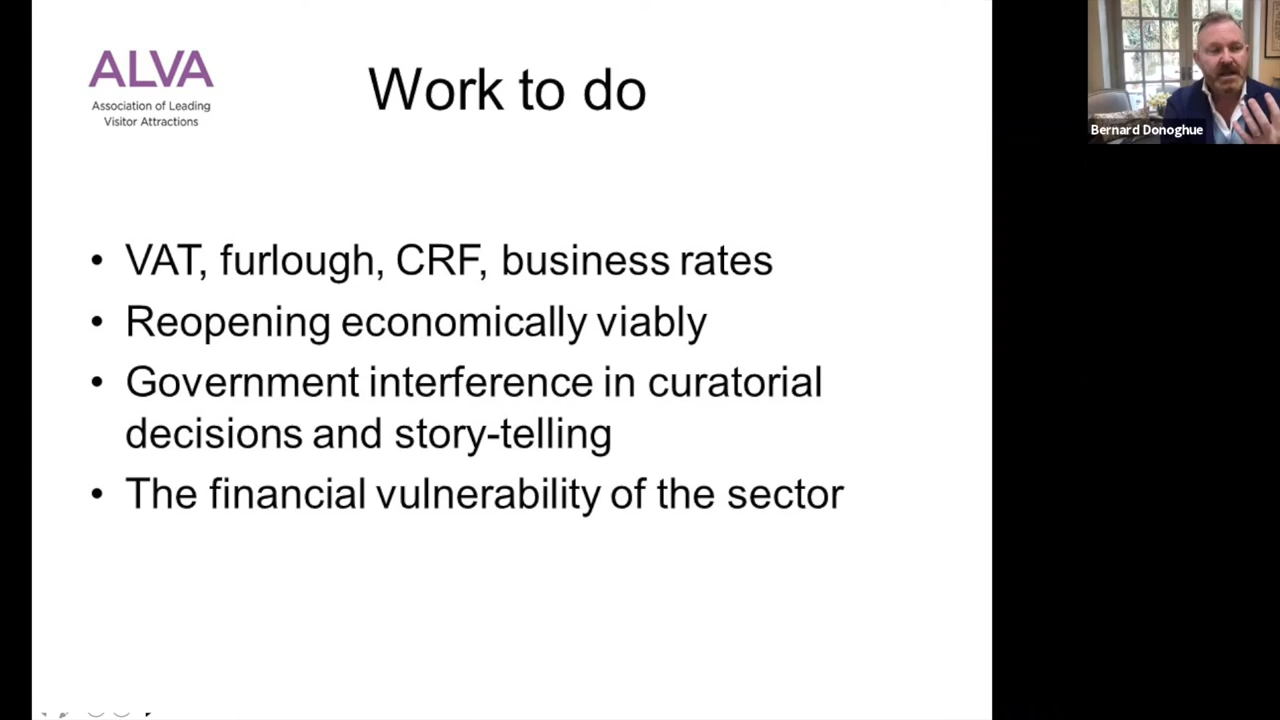 ALVA
Association of Leading
Visitor Attractions
Work to do
• VAT, furlough, CRF, business rates
• Reopening economically viably
• Government interference in curatorial
decisions and story-telling
• The financial vulnerability of the sector
Bernard Donoghue